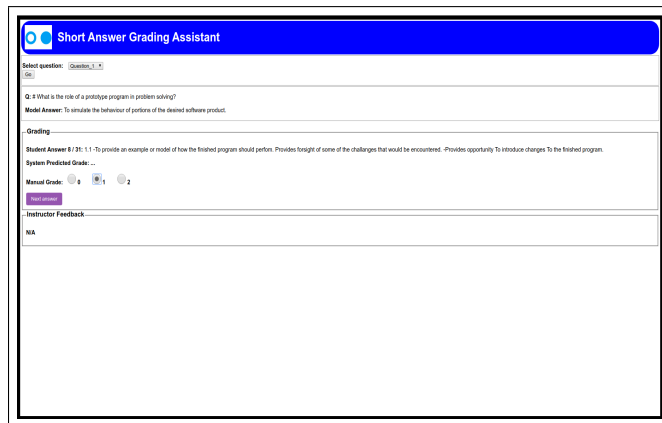 Short Answer Grading Assistant
Select question: Question_1
Go
Q: # What is the role of a prototype program in problem solving?
Model Answer: To simulate the behaviour of portions of the desired software product.
Grading
Student Answer 8 / 31: 1.1 -To provide an example or model of how the finished program should perfom. Provides forsight of some of the challenges that would be encountered. -Provides opportunity To introduce changes To the finished program.
System Predicted Grade: ...
Manual Grade: 0 1 2
Next answer
Instructor Feedback
N/A